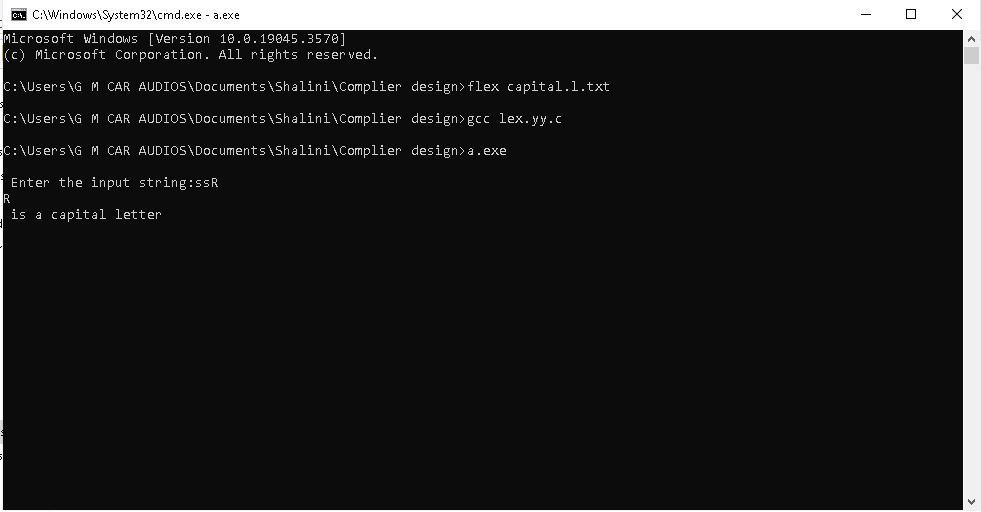 C:\Windows\System32\cmd.exe - a.exe
Microsoft Windows [Version 10.0.19045.3570]
(c) Microsoft Corporation. All rights reserved.
C:\Users\G M CAR AUDIOS\Documents\Shalini\Complier design>flex capital.l.txt
C:\Users\G M CAR AUDIOS\Documents\Shalini\Complier design>gcc lex.yy.c
C:\Users\G M CAR AUDIOS\Documents\Shalini\Complier design>a.exe
Enter the input string:ssR
R
is a capital letter